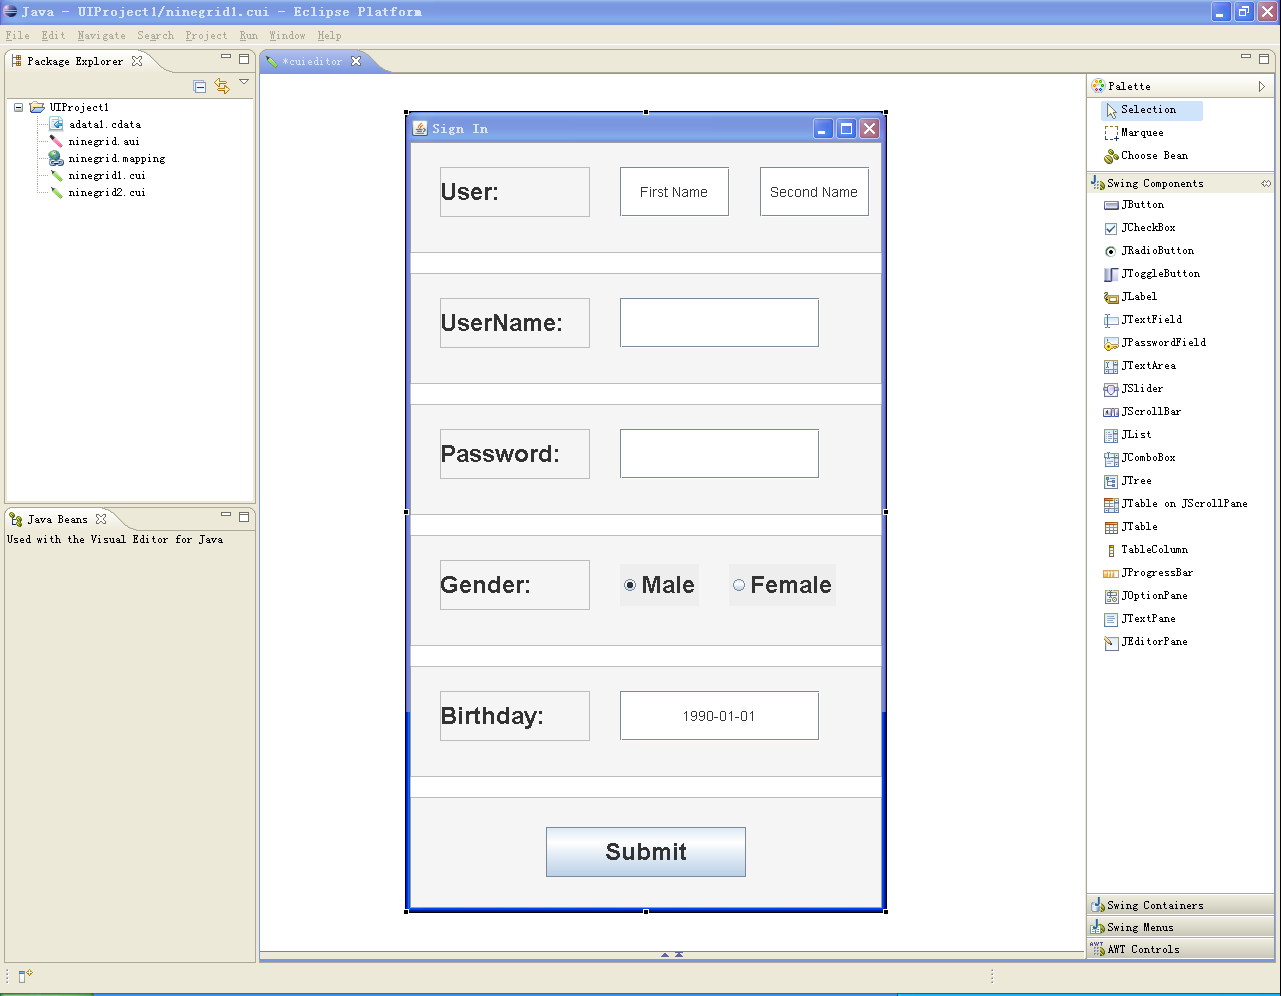 Java - UIProject1/ninegrid1.cui - Eclipse Platform
File Edit Navigate Search Project Run Window Help
Package Explorer
UIProject1
adata1.cdata
ninegrid.aui
ninegrid.mapping
ninegrid1.cui
ninegrid2.cui
Java Beans
Used with the Visual Editor for Java
*cuieditor
Sign In
User: First Name Second Name
UserName:
Password:
Gender: Male Female
Birthday: 1990-01-01
Submit
Palette
Selection
Marquee
Choose Bean
Swing Components
JButton
JCheckBox
JRadioButton
JToggleButton
JLabel
JTextField
JPasswordField
JTextArea
JSlider
JScrollBar
JList
JComboBox
JTree
JTable on JScrollPane
JTable
TableColumn
JProgressBar
JOptionPane
JTextPane
JEditorPane
Swing Containers
Swing Menus
AWT Controls